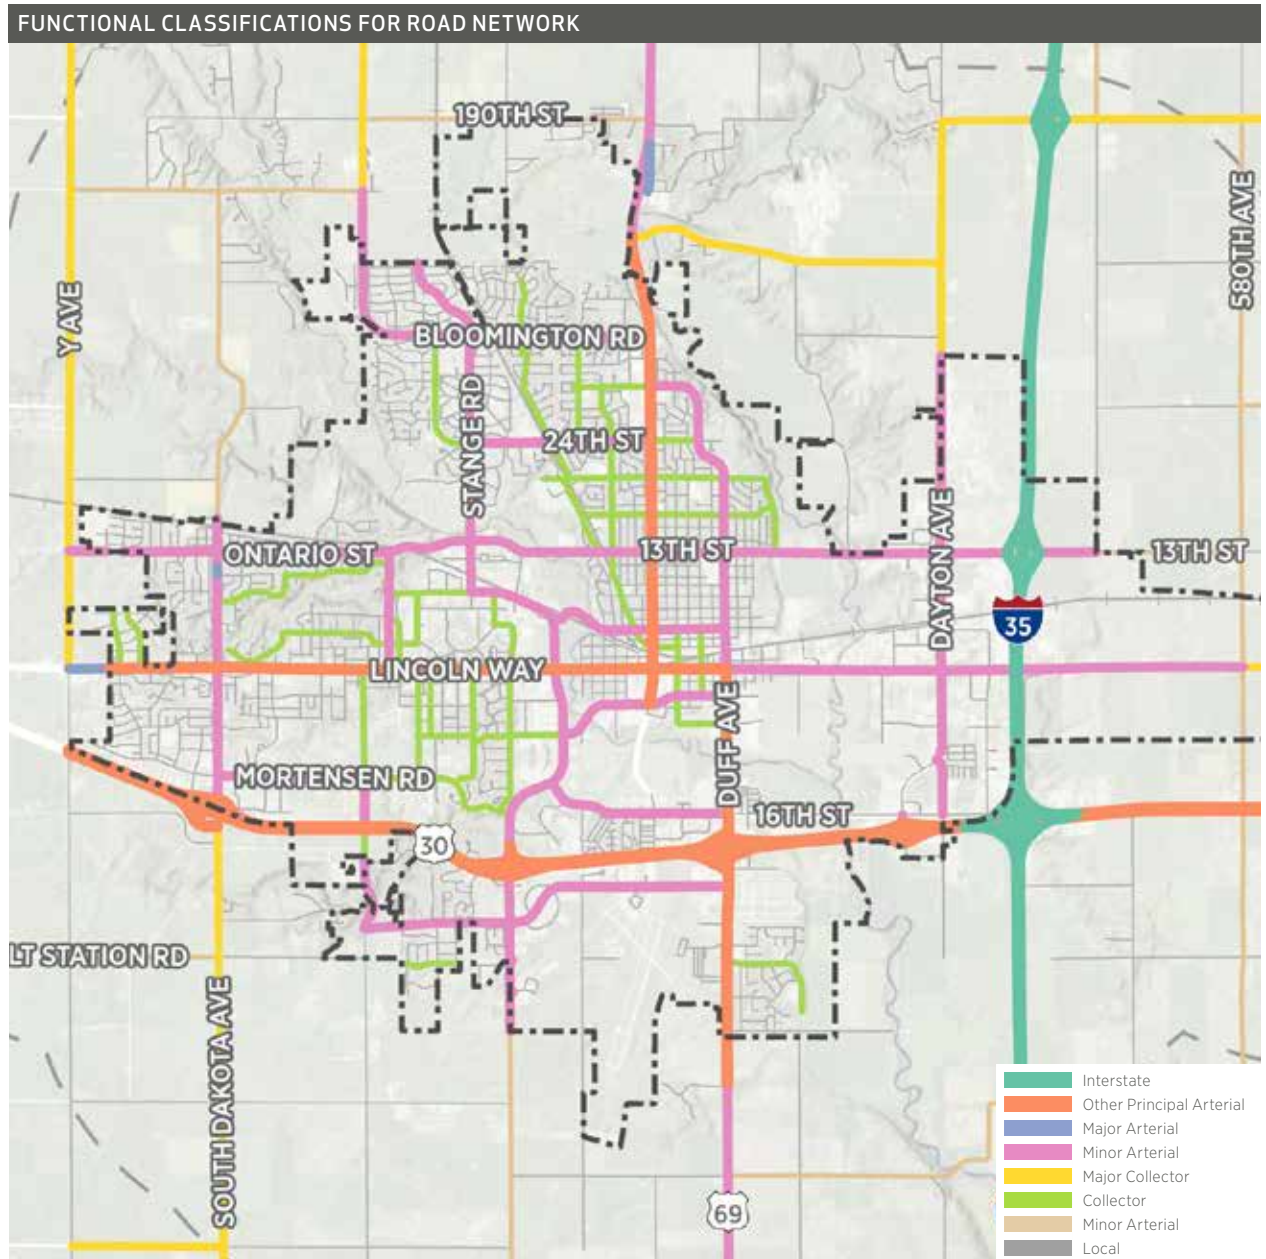 FUNCTIONAL CLASSIFICATIONS FOR ROAD NETWORK
190TH ST
580TH AVE
Y AVE
BLOOMINGTON RD
STANGE RD
24TH ST
ONTARIO ST
13TH ST
13TH ST
DAYTON AVE
35
LINCOLN WAY
DUFF AVE
MORTENSEN RD
16TH ST
30
LT STATION RD
SOUTH DAKOTA AVE
69
Interstate
Other Principal Arterial
Major Arterial
Minor Arterial
Major Collector
Collector
Minor Arterial
Local